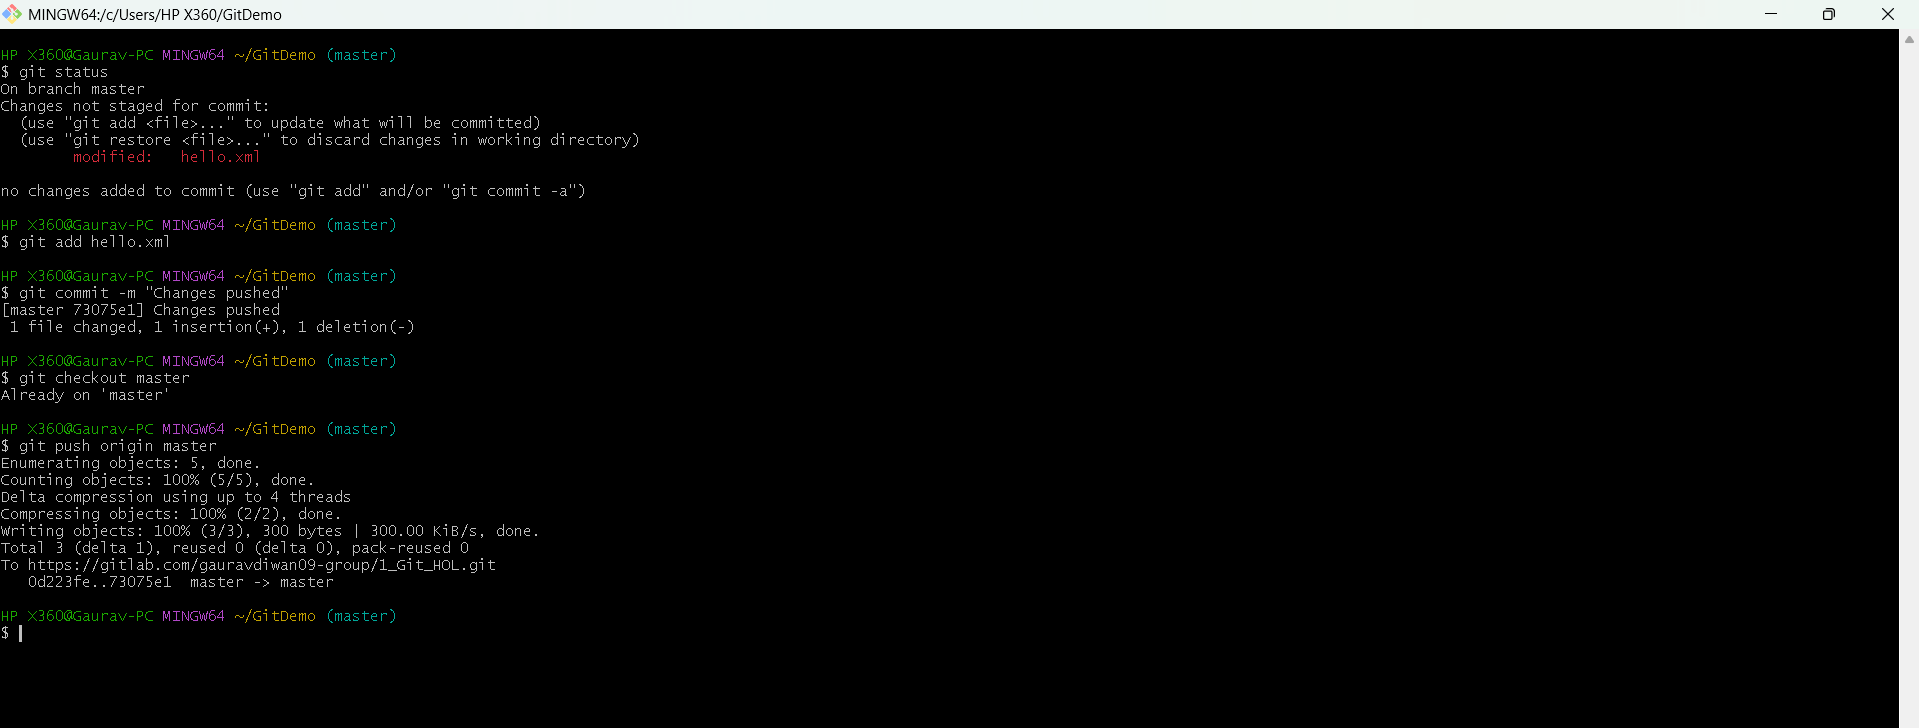 MINGW64:/c/Users/HP X360/GitDemo
HP X360@Gaurav-PC MINGW64 ~/GitDemo (master)
$ git status
On branch master
Changes not staged for commit:
  (use "git add <file>..." to update what will be committed)
  (use "git restore <file>..." to discard changes in working directory)
        modified:   hello.xml
no changes added to commit (use "git add" and/or "git commit -a")
HP X360@Gaurav-PC MINGW64 ~/GitDemo (master)
$ git add hello.xml
HP X360@Gaurav-PC MINGW64 ~/GitDemo (master)
$ git commit -m "Changes pushed"
[master 73075e1] Changes pushed
 1 file changed, 1 insertion(+), 1 deletion(-)
HP X360@Gaurav-PC MINGW64 ~/GitDemo (master)
$ git checkout master
Already on 'master'
HP X360@Gaurav-PC MINGW64 ~/GitDemo (master)
$ git push origin master
Enumerating objects: 5, done.
Counting objects: 100% (5/5), done.
Delta compression using up to 4 threads
Compressing objects: 100% (2/2), done.
Writing objects: 100% (3/3), 300 bytes | 300.00 KiB/s, done.
Total 3 (delta 1), reused 0 (delta 0), pack-reused 0
To https://gitlab.com/gauravdiwan09-group/1_Git_HOL.git
   0d223fe..73075e1  master -> master
HP X360@Gaurav-PC MINGW64 ~/GitDemo (master)
$